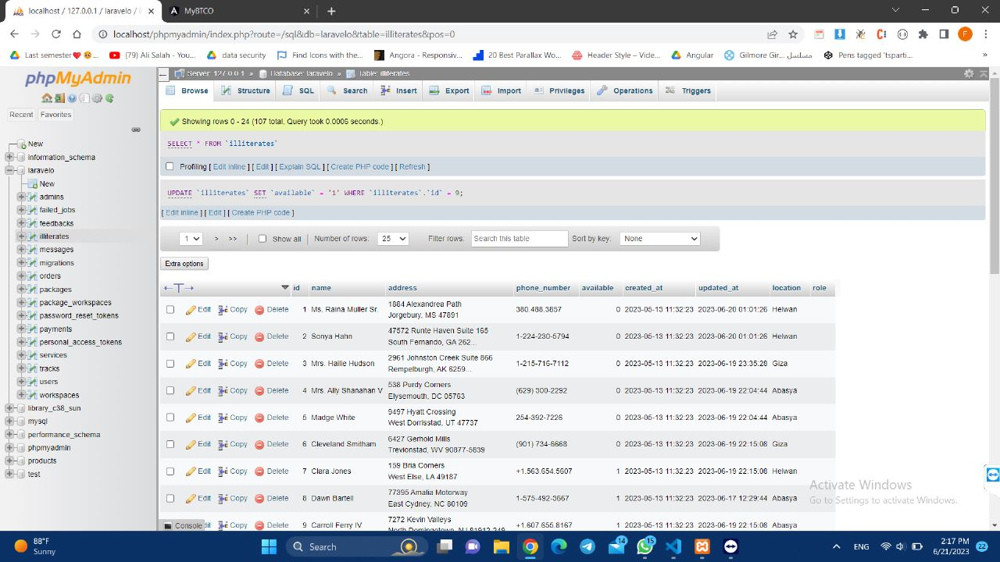 localhost / 127.0.0.1 / laravelo / il
MyBTCO
localhost/phpmyadmin/index.php?route=/sql&db=laravelo&table=illiterates&pos=0
Last semester❤️ 😁...
(79) Ali Salah - You...
data security
Find Icons with the...
Angora - Responsiv...
20 Best Parallax Wo...
Header Style – Vide...
Angular
Gilmore Gir... مسلسل
Pens tagged 'tsparti...
»
phpMyAdmin
Recent Favorites
New
information_schema
laravelo
New
admins
failed_jobs
feedbacks
illiterates
messages
migrations
orders
packages
package_workspaces
password_reset_tokens
payments
personal_access_tokens
services
tracks
users
workspaces
library_c38_sun
mysql
performance_schema
phpmyadmin
products
test
Server: 127.0.0.1 » Database: laravelo » Table: illiterates
Browse Structure SQL Search Insert Export Import Privileges Operations Triggers
Showing rows 0 - 24 (107 total, Query took 0.0006 seconds.)
SELECT * FROM `illiterates`
Profiling [ Edit inline ] [ Edit ] [ Explain SQL ] [ Create PHP code ] [ Refresh ]
UPDATE `illiterates` SET `available` = '1' WHERE `illiterates`.`id` = 9;
[ Edit inline ] [ Edit ] [ Create PHP code ]
1 > >> | Show all | Number of rows: 25 Filter rows: Search this table Sort by key: None
Extra options
←T→ id name address phone_number available created_at updated_at location role
Edit Copy Delete 1 Ms. Raina Muller Sr. 1884 Alexandrea Path 380.488.3857 0 2023-05-13 11:32:23 2023-06-20 01:01:26 Helwan
Jorgebury, MS 47891
Edit Copy Delete 2 Sonya Hahn 47572 Runte Haven Suite 165 1-224-230-5794 0 2023-05-13 11:32:23 2023-06-20 01:01:26 Helwan
South Fernando, GA 262...
Edit Copy Delete 3 Mrs. Hailie Hudson 2961 Johnston Creek Suite 866 1-215-716-7112 0 2023-05-13 11:32:23 2023-06-19 23:35:28 Giza
Rempelburgh, AK 6259...
Edit Copy Delete 4 Mrs. Ally Shanahan V 538 Purdy Corners (629) 300-2292 0 2023-05-13 11:32:23 2023-06-19 22:04:44 Abasya
Elysemouth, DC 05763
Edit Copy Delete 5 Madge White 9497 Hyatt Crossing 254-392-7226 0 2023-05-13 11:32:23 2023-06-19 22:04:44 Abasya
West Dorrisstad, UT 47737
Edit Copy Delete 6 Cleveland Smitham 6427 Gerhold Mills (901) 734-6668 0 2023-05-13 11:32:23 2023-06-19 22:15:08 Giza
Trevionstad, WV 90877-5839
Edit Copy Delete 7 Clara Jones 159 Bria Corners +1.563.654.5607 1 2023-05-13 11:32:23 2023-06-19 22:15:08 Helwan
West Else, LA 49187
Edit Copy Delete 8 Dawn Bartell 77395 Amalia Motorway 1-575-492-3667 1 2023-05-13 11:32:23 2023-06-17 12:29:44 Abasya
East Cydney, NC 80109
Copy Delete 9 Carroll Ferry IV 7272 Kevin Valleys +1.607.655.8167 1 2023-05-13 11:32:23 2023-06-19 22:15:08 Abasya
Console
Activate Windows
Go to Settings to activate Windows.
88°F
Sunny
Search
14
15
ENG
2:17 PM
6/21/2023
22